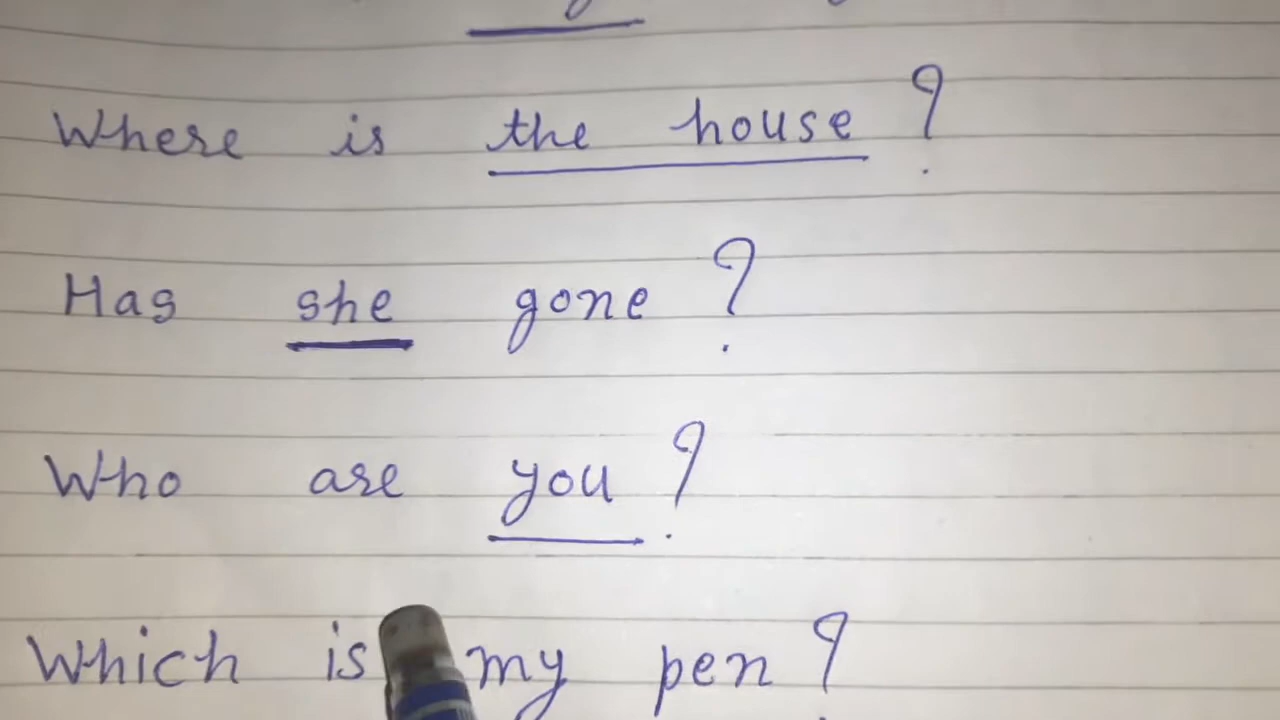 Where is the house ?
Has she gone ?
Who are you ?
Which is my pen ?